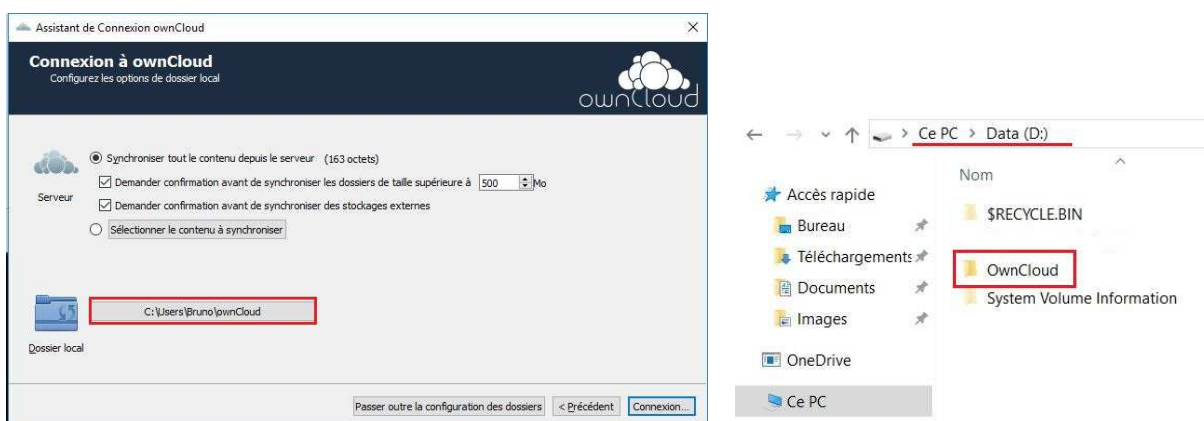 Assistant de Connexion ownCloud
Connexion à ownCloud
Configurez les options de dossier local
ownCloud
Synchroniser tout le contenu depuis le serveur (163 octets)
Demander confirmation avant de synchroniser les dossiers de taille supérieure à 500 Mo
Serveur
Demander confirmation avant de synchroniser des stockages externes
Sélectionner le contenu à synchroniser
C:\Users\Bruno\ownCloud
Dossier local
Passer outre la configuration des dossiers
< Précédent
Connexion...
Ce PC > Data (D:)
Nom
Accès rapide
$RECYCLE.BIN
Bureau
Téléchargements
OwnCloud
Documents
System Volume Information
Images
OneDrive
Ce PC